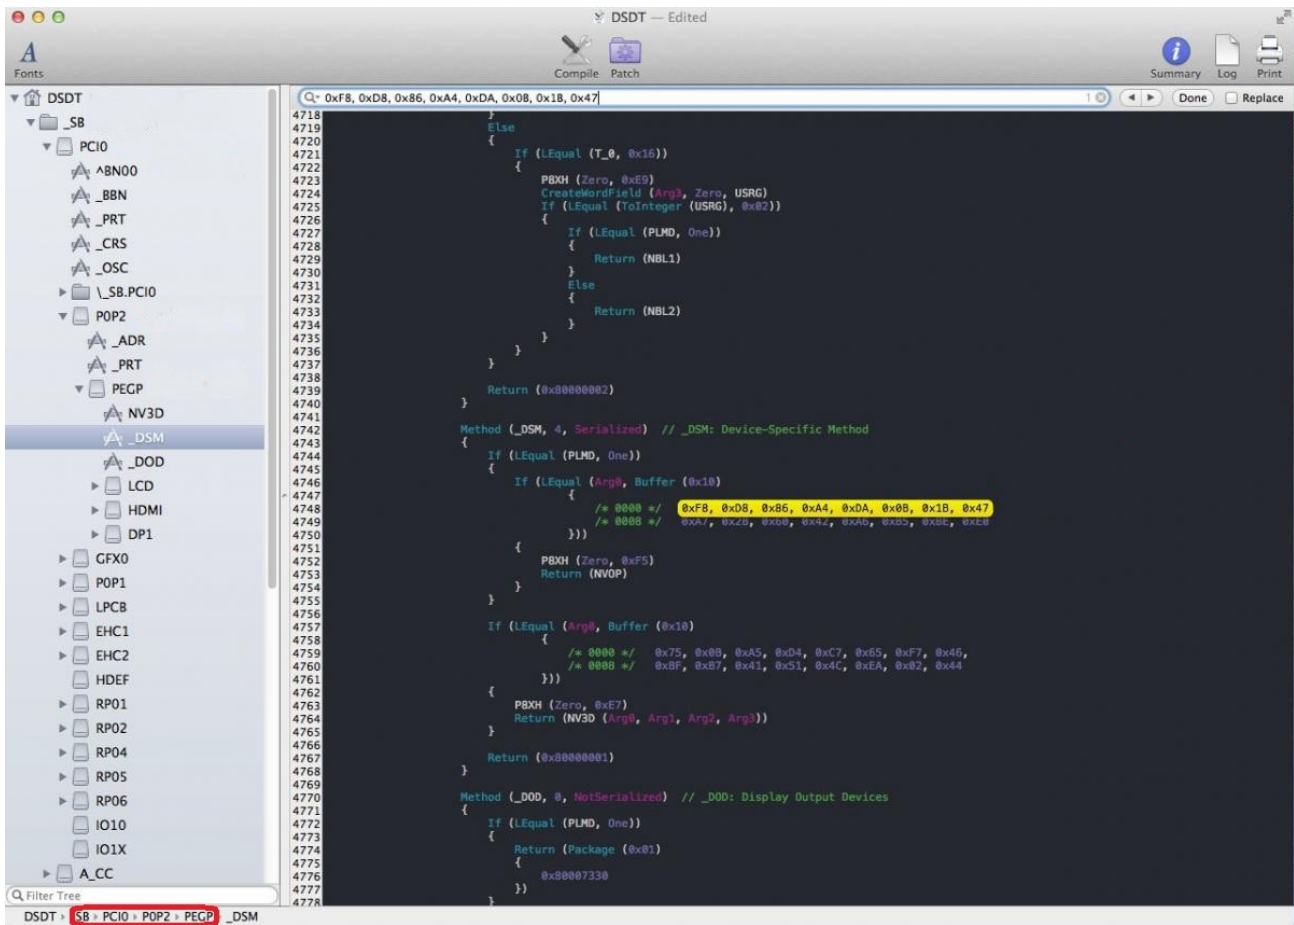 DSDT — Edited
Fonts
Compile Patch
Summary Log Print
0xF8, 0xD8, 0x86, 0xA4, 0xDA, 0x0B, 0x1B, 0x47
1
Done
Replace
DSDT
_SB
PCI0
^BN00
_BBN
_PRT
_CRS
_OSC
\_SB.PCI0
P0P2
_ADR
_PRT
PEGP
NV3D
_DSM
_DOD
LCD
HDMI
DP1
GFX0
P0P1
LPCB
EHC1
EHC2
HDEF
RP01
RP02
RP04
RP05
RP06
IO10
IO1X
A_CC
Filter Tree
DSDT SB PCI0 P0P2 PEGP _DSM
4718 }
4719 Else
4720 {
4721 If (LEqual (T_0, 0x16))
4722 {
4723 P8XH (Zero, 0xE9)
4724 CreateWordField (Arg3, Zero, USRG)
4725 If (LEqual (ToInteger (USRG), 0x02))
4726 {
4727 If (LEqual (PLMD, One))
4728 {
4729 Return (NBL1)
4730 }
4731 Else
4732 {
4733 Return (NBL2)
4734 }
4735 }
4736 }
4737 }
4738
4739 Return (0x80000002)
4740 }
4741
4742 Method (_DSM, 4, Serialized) // _DSM: Device-Specific Method
4743 {
4744 If (LEqual (PLMD, One))
4745 {
4746 If (LEqual (Arg0, Buffer (0x10)
4747 {
4748 /* 0000 */ 0xF8, 0xD8, 0x86, 0xA4, 0xDA, 0x0B, 0x1B, 0x47
4749 /* 0008 */ 0xA7, 0x2B, 0x60, 0x42, 0xA6, 0xB5, 0xBE, 0xE0
4750 }))
4751 {
4752 P8XH (Zero, 0xF5)
4753 Return (NVOP)
4754 }
4755 }
4756
4757 If (LEqual (Arg0, Buffer (0x10)
4758 {
4759 /* 0000 */ 0x75, 0x0B, 0xA5, 0xD4, 0xC7, 0x65, 0xF7, 0x46,
4760 /* 0008 */ 0xBF, 0xB7, 0x41, 0x51, 0x4C, 0xEA, 0x02, 0x44
4761 }))
4762 {
4763 P8XH (Zero, 0xE7)
4764 Return (NV3D (Arg0, Arg1, Arg2, Arg3))
4765 }
4766
4767 Return (0x80000001)
4768 }
4769
4770 Method (_DOD, 0, NotSerialized) // _DOD: Display Output Devices
4771 {
4772 If (LEqual (PLMD, One))
4773 {
4774 Return (Package (0x01)
4775 {
4776 0x80007330
4777 })
4778 }